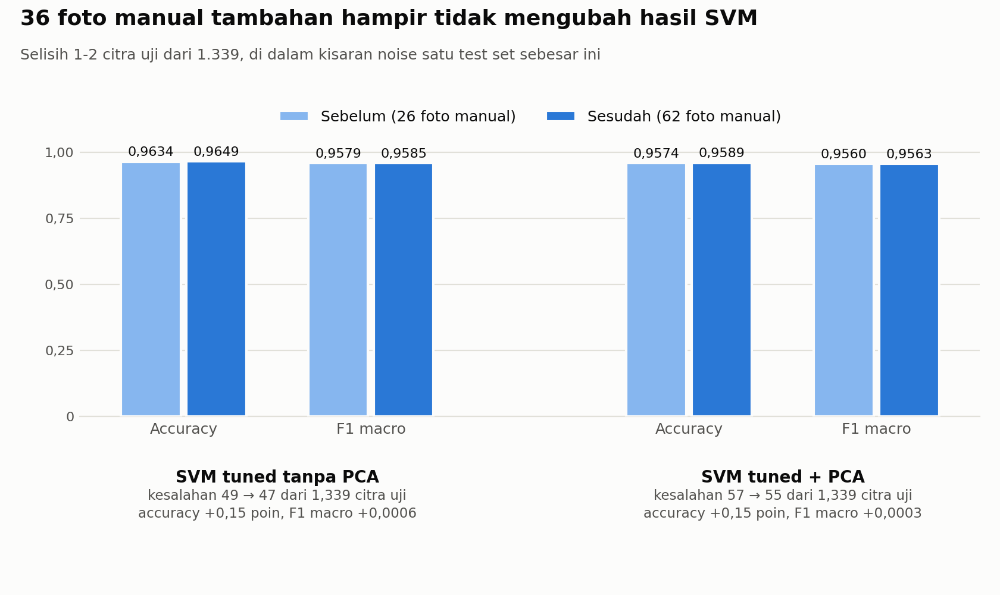 36 foto manual tambahan hampir tidak mengubah hasil SVM
Selisih 1-2 citra uji dari 1.339, di dalam kisaran noise satu test set sebesar ini
Sebelum (26 foto manual) Sesudah (62 foto manual)
1,00 0,9634 0,9649 0,9579 0,9585 0,9574 0,9589 0,9560 0,9563
0,75
0,50
0,25
0
Accuracy F1 macro Accuracy F1 macro
SVM tuned tanpa PCA
kesalahan 49 → 47 dari 1,339 citra uji
accuracy +0,15 poin, F1 macro +0,0006
SVM tuned + PCA
kesalahan 57 → 55 dari 1,339 citra uji
accuracy +0,15 poin, F1 macro +0,0003